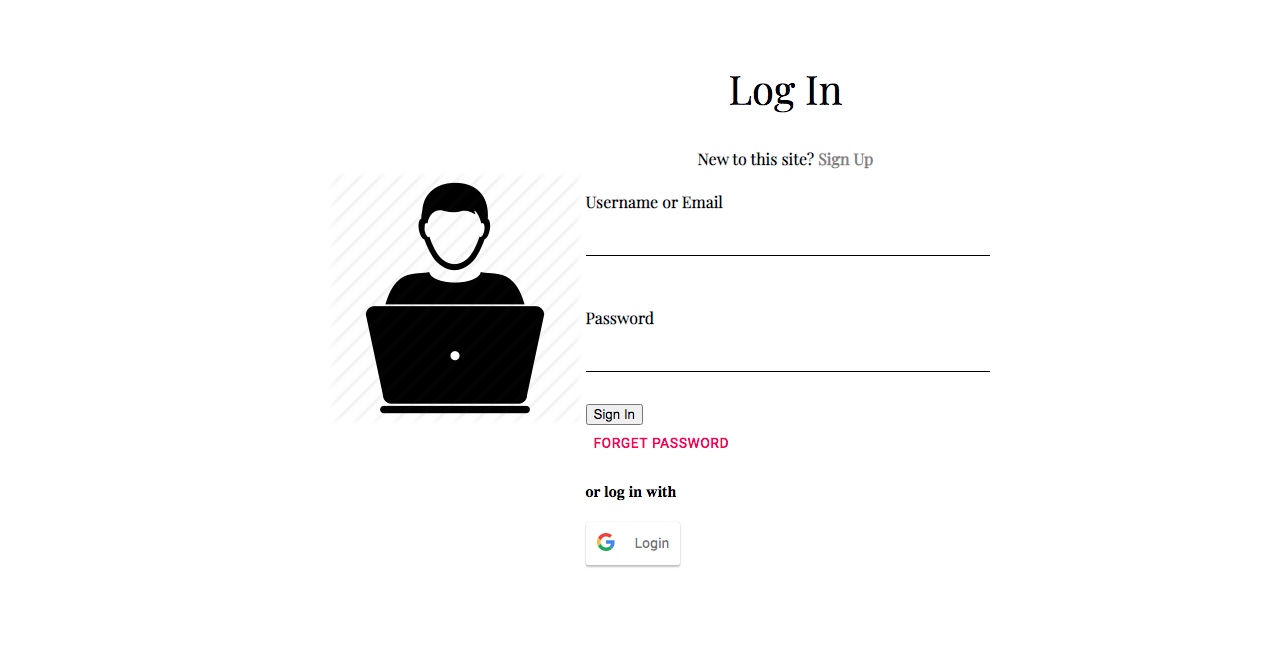 Log In
New to this site? Sign Up
Username or Email
Password
Sign In
FORGET PASSWORD
or log in with
Login